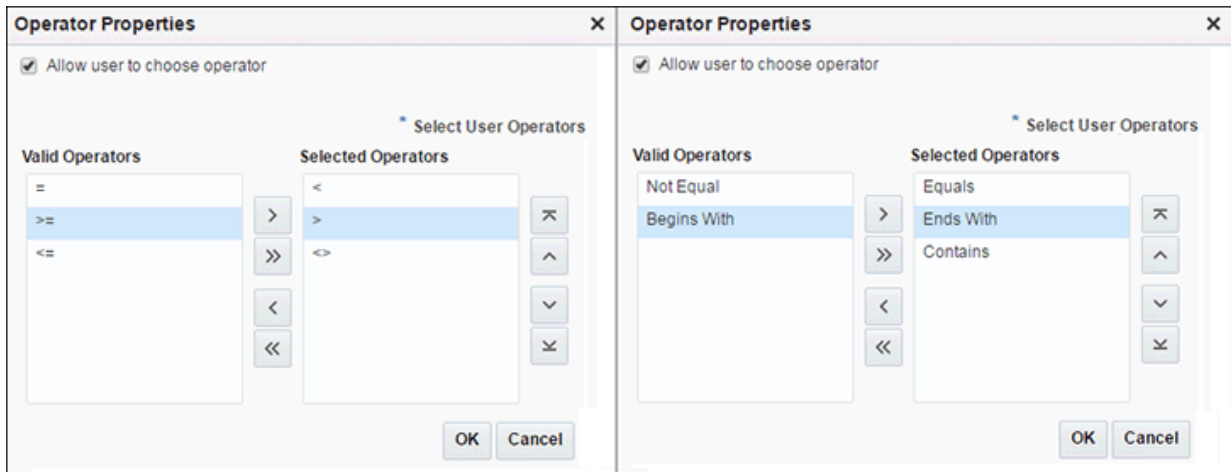 Operator Properties
Allow user to choose operator
* Select User Operators
Valid Operators
=
>=
<=
Selected Operators
<
>
<>
OK Cancel
Operator Properties
Allow user to choose operator
* Select User Operators
Valid Operators
Not Equal
Begins With
Selected Operators
Equals
Ends With
Contains
OK Cancel